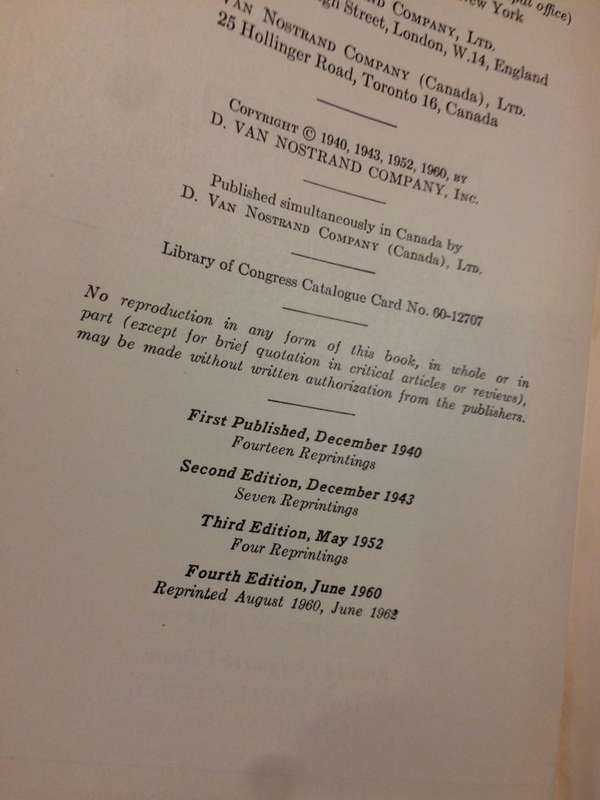 New York
office)
Street, London, W.14, England
COMPANY, LTD.
VAN NOSTRAND COMPANY (Canada), LTD.
25 Hollinger Road, Toronto 16, Canada
COPYRIGHT © 1940, 1943, 1952, 1960, BY
D. VAN NOSTRAND COMPANY, INC.
Published simultaneously in Canada by
D. VAN NOSTRAND COMPANY (Canada), LTD.
Library of Congress Catalogue Card No. 60-12707
No reproduction in any form of this book, in whole or in
part (except for brief quotation in critical articles or reviews),
may be made without written authorization from the publishers.
First Published, December 1940
Fourteen Reprintings
Second Edition, December 1943
Seven Reprintings
Third Edition, May 1952
Four Reprintings
Fourth Edition, June 1960
Reprinted August 1960, June 1962